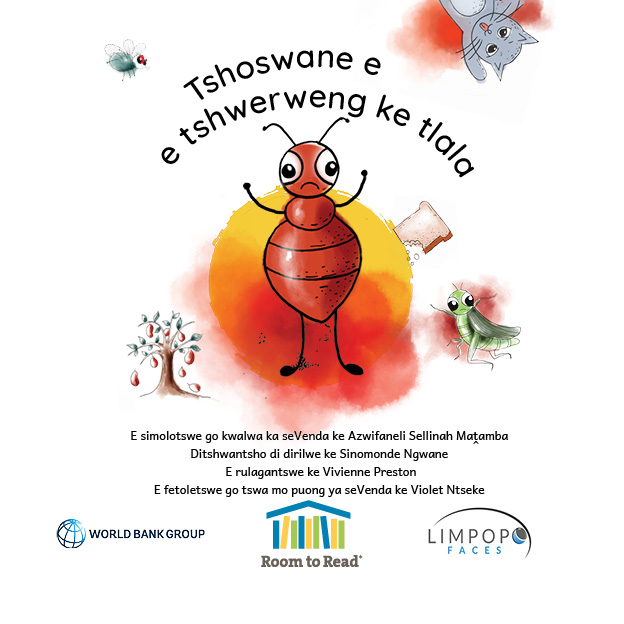 Tshoswane e
e tshwerweng ke tlala
E simolotswe go kwalwa ka seVenda ke Azwifaneli Sellinah Maṱamba
Ditshwantsho di dirilwe ke Sinomonde Ngwane
E rulagantswe ke Vivienne Preston
E fetoletswe go tswa mo puong ya seVenda ke Violet Ntseke
WORLD BANK GROUP
Room to Read®
LIMPOPO
FACES